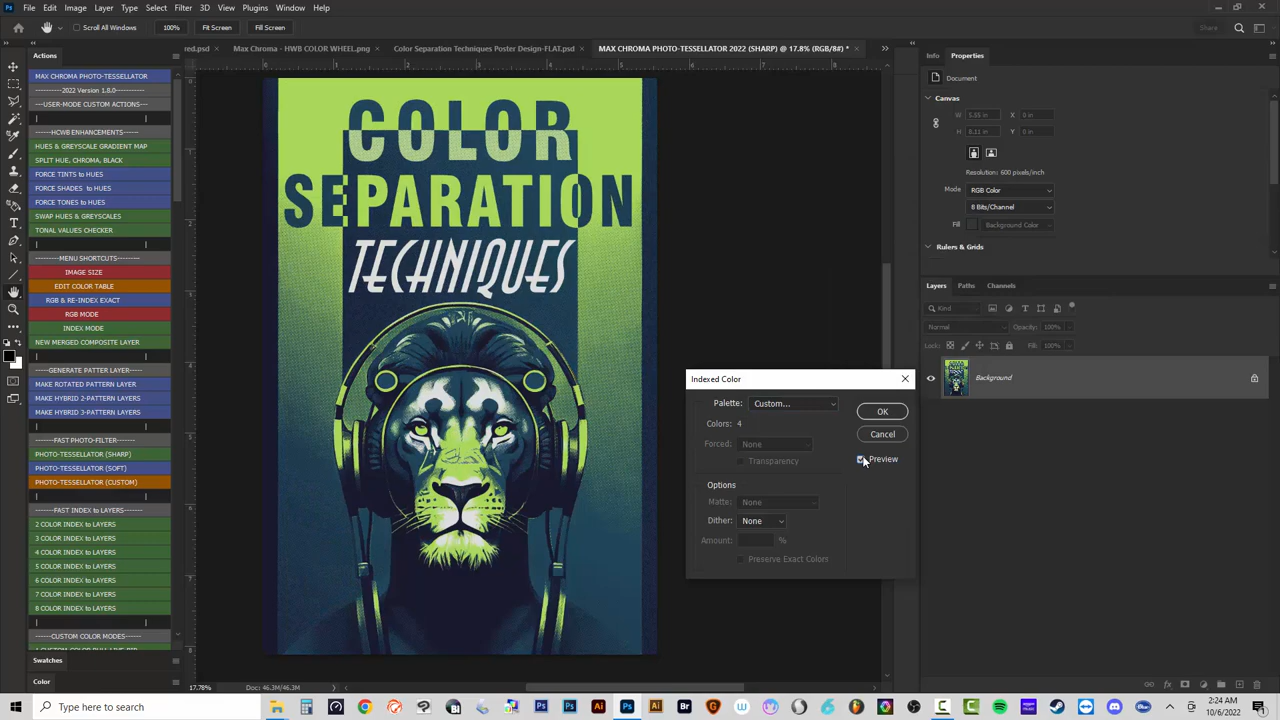 File Edit Image Layer Type Select Filter 3D View Plugins Window Help
Scroll All Windows 100% Fit Screen Fill Screen Share
Actions
red.psd Max Chroma - HWB COLOR WHEEL.png Color Separation Techniques Poster Design-FLAT.psd MAX CHROMA PHOTO-TESSELLATOR 2022 (SHARP) @ 17.8% (RGB/8#) *
MAX CHROMA PHOTO-TESSELLATOR
----------2022 Version 1.8.0------
---USER-MODE CUSTOM ACTIONS---
HCWB ENHANCEMENTS:
HUES & GREYSCALE GRADIENT MAP
SPLIT HUE, CHROMA, BLACK
FORCE TINTS to HUES
FORCE SHADES to HUES
FORCE TONES to HUES
SWAP HUES & GREYSCALES
TONAL VALUES CHECKER
MENU SHORTCUTS:
IMAGE SIZE
EDIT COLOR TABLE
RGB & RE-INDEX EXACT
RGB MODE
INDEX MODE
NEW MERGED COMPOSITE LAYER
GENERATE PATTER LAYER---
MAKE ROTATED PATTERN LAYER
MAKE HYBRID 2-PATTERN LAYERS
MAKE HYBRID 3-PATTERN LAYERS
FAST PHOTO-FILTER
PHOTO-TESSELLATOR (SHARP)
PHOTO-TESSELLATOR (SOFT)
PHOTO-TESSELLATOR (CUSTOM)
FAST INDEX to LAYERS
2 COLOR INDEX to LAYERS
3 COLOR INDEX to LAYERS
4 COLOR INDEX to LAYERS
5 COLOR INDEX to LAYERS
6 COLOR INDEX to LAYERS
7 COLOR INDEX to LAYERS
8 COLOR INDEX to LAYERS
CUSTOM COLOR MODES
Swatches
Color
COLOR
SEPARATION
TECHNIQUES
17.78% Doc: 46.3M/46.3M
Indexed Color
Palette: Custom...
Colors: 4
Forced: None
Transparency
Options
Matte: None
Dither: None
Amount: %
Preserve Exact Colors
OK
Cancel
Preview
Info Properties
Document
Canvas
W 5.55 in X 0 in
H 8.11 in Y 0 in
Resolution: 600 pixels/inch
Mode RGB Color
8 Bits/Channel
Fill Background Color
Rulers & Grids
Layers Paths Channels
Kind
Normal Opacity: 100%
Lock: Fill: 100%
Background
Type here to search
2:24 AM
10/6/2022